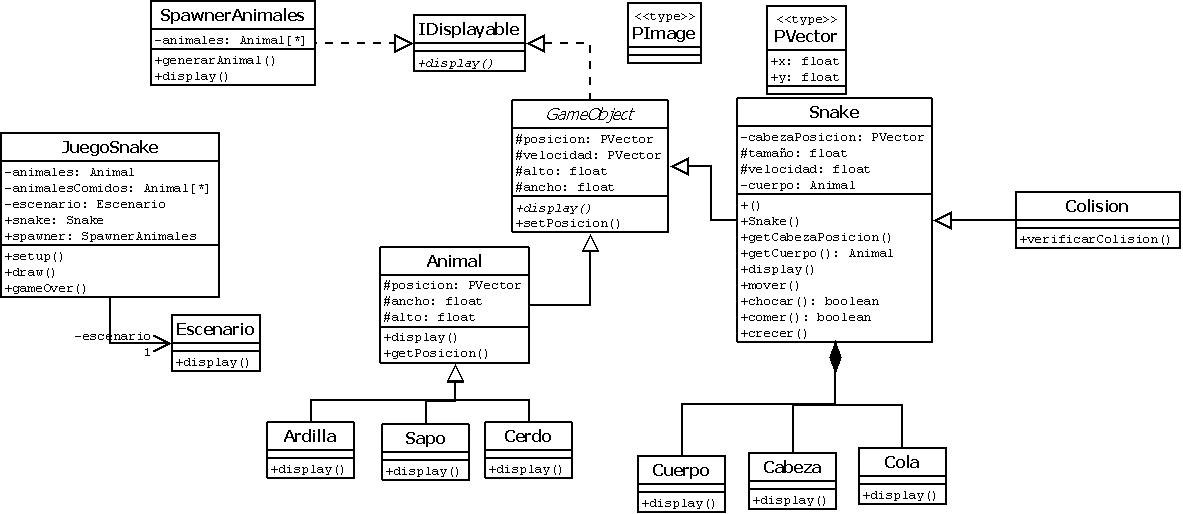 SpawnerAnimales
-animales: Animal[*]
+generarAnimal()
+display()
IDisplayable
+display()
<<type>>
PImage
<<type>>
PVector
+x: float
+y: float
GameObject
#posicion: PVector
#velocidad: PVector
#alto: float
#ancho: float
+display()
+setPosicion()
Snake
-cabezaPosicion: PVector
#tamaño: float
#velocidad: float
-cuerpo: Animal
+()
+Snake()
+getCabezaPosicion()
+getCuerpo(): Animal
+display()
+mover()
+chocar(): boolean
+comer(): boolean
+crecer()
JuegoSnake
-animales: Animal
-animalesComidos: Animal[*]
-escenario: Escenario
+snake: Snake
+spawner: SpawnerAnimales
+setup()
+draw()
+gameOver()
Colision
+verificarColision()
Animal
#posicion: PVector
#ancho: float
#alto: float
+display()
+getPosicion()
-escenario
1
Escenario
+display()
Ardilla
+display()
Sapo
+display()
Cerdo
+display()
Cuerpo
+display()
Cabeza
+display()
Cola
+display()